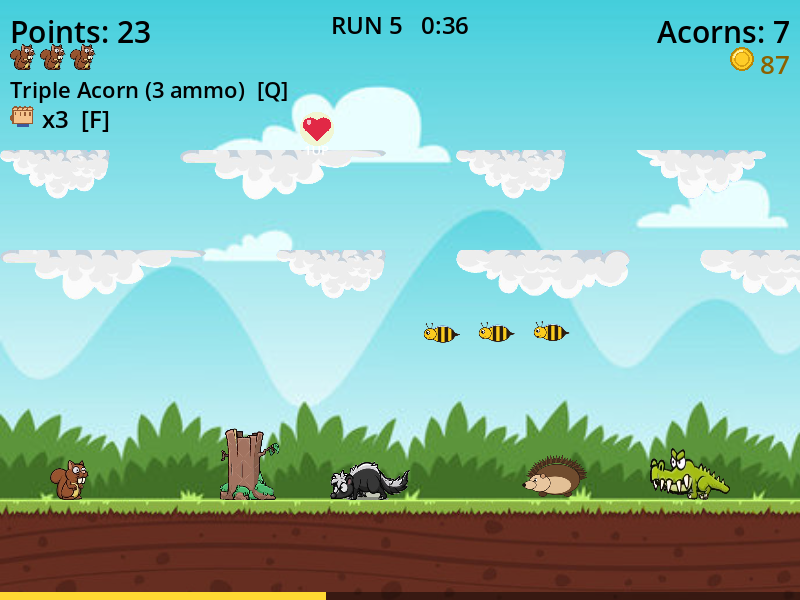 Points: 23
RUN 5 0:36
Acorns: 7
87
Triple Acorn (3 ammo) [Q]
x3 [F]